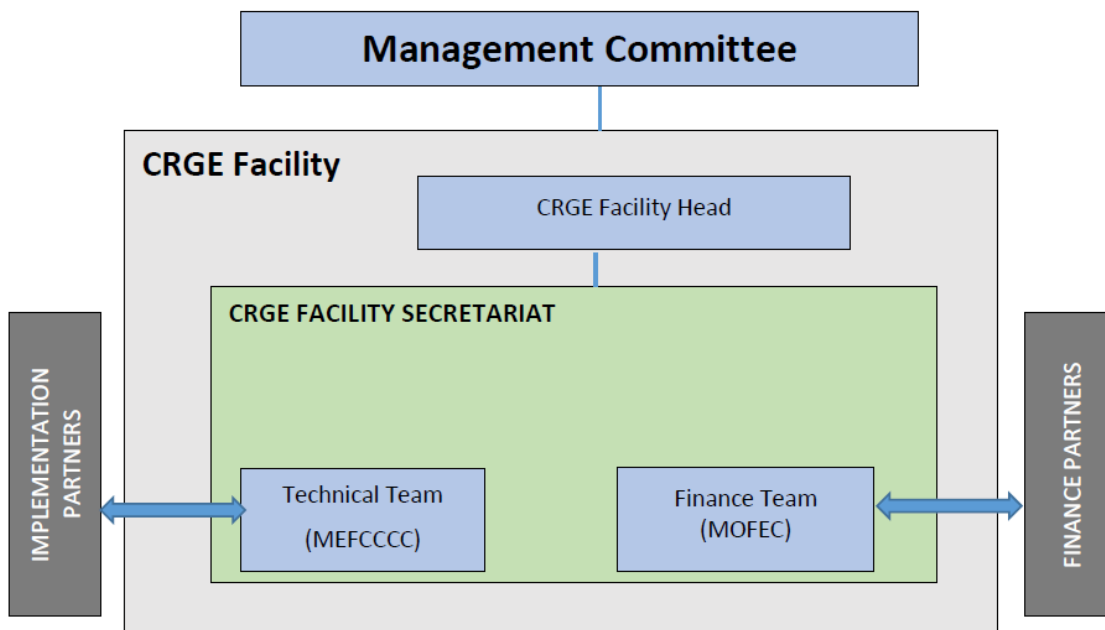 Management Committee
CRGE Facility
CRGE Facility Head
CRGE FACILITY SECRETARIAT
IMPLEMENTATION
PARTNERS
Technical Team
(MEFCCCC)
Finance Team
(MOFEC)
FINANCE PARTNERS